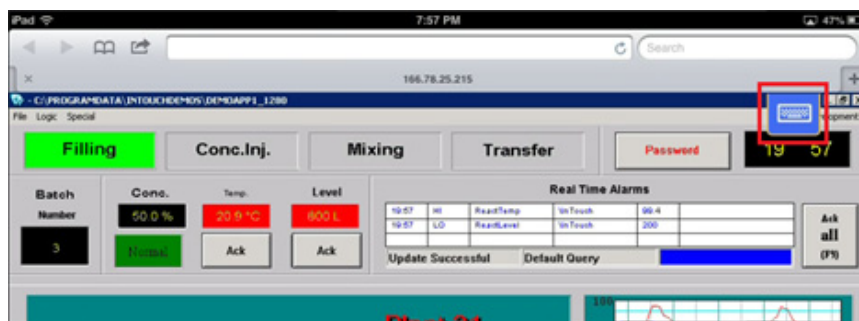 iPad 7:57 PM 47%
Search
166.78.25.215
- C:\PROGRAMDATA\INTOUCHDEMOS\DEMOAPP1_1280
File Logic Special
Filling Conc.Inj. Mixing Transfer Password 19 57
Batch Conc. Temp. Level Real Time Alarms
Number 50.0 % 20.9 °C 600 L
19:57 HI ReactTemp \InTouch 99.4
19:57 LO ReactLevel \InTouch 200
Ack
all
(F9)
3 Normal Ack Ack
Update Successful Default Query
100